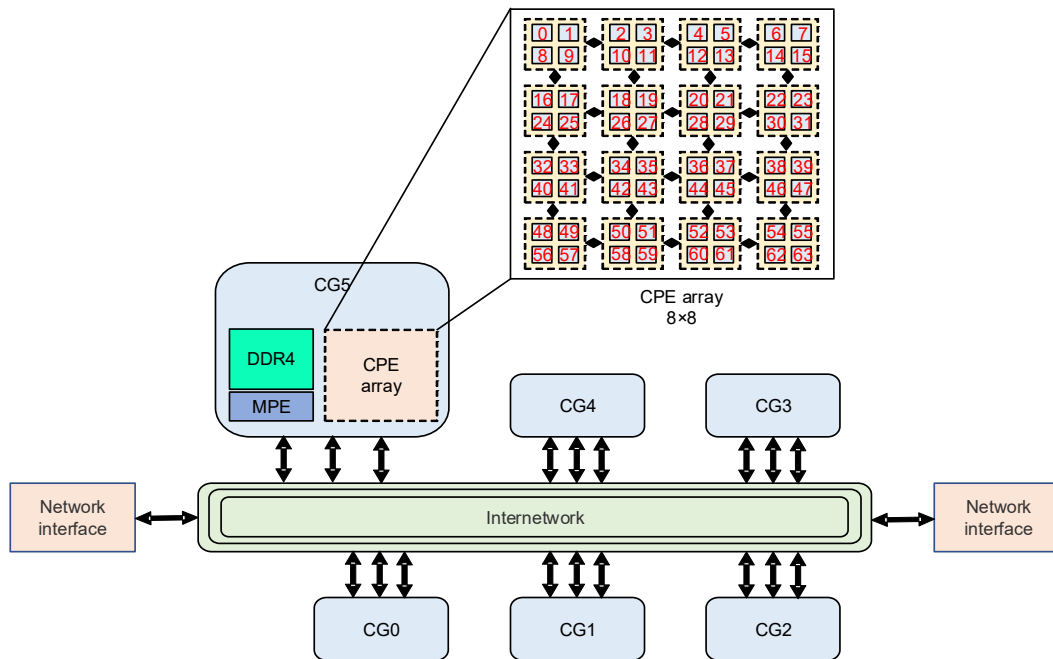 0 1 2 3 4 5 6 7
8 9 10 11 12 13 14 15
16 17 18 19 20 21 22 23
24 25 26 27 28 29 30 31
32 33 34 35 36 37 38 39
40 41 42 43 44 45 46 47
48 49 50 51 52 53 54 55
56 57 58 59 60 61 62 63
CPE array
8×8
CG5
DDR4
MPE
CPE
array
CG4
CG3
Network
interface
Internetwork
Network
interface
CG0
CG1
CG2